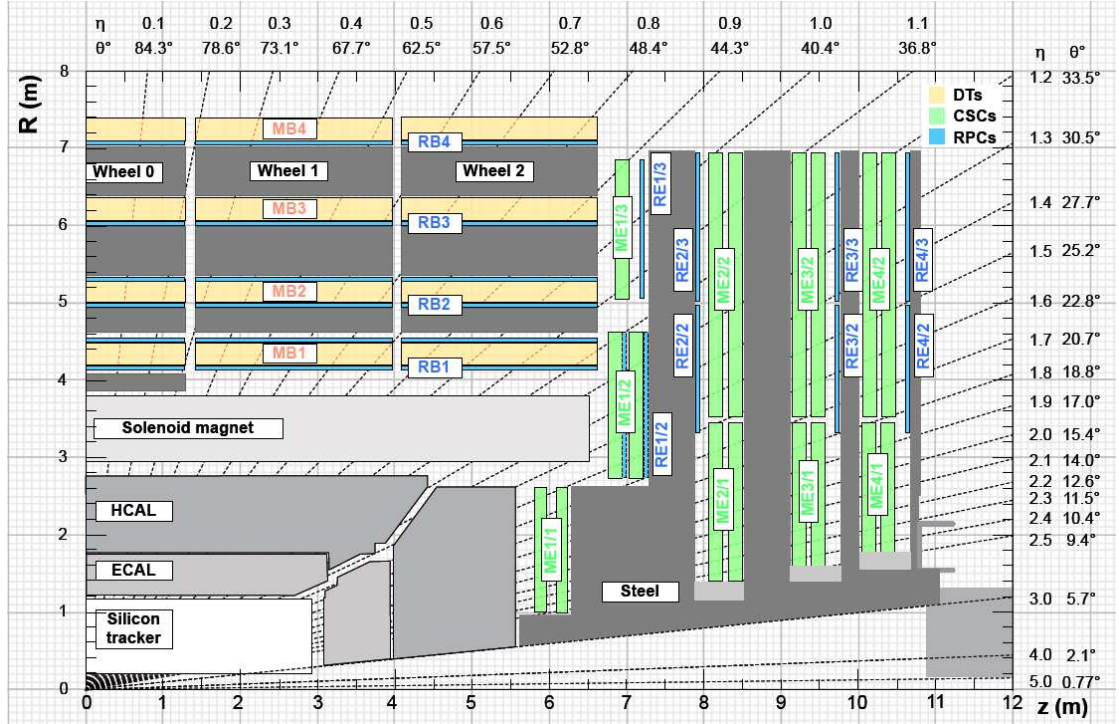 η 0.1 0.2 0.3 0.4 0.5 0.6 0.7 0.8 0.9 1.0 1.1
θ° 84.3° 78.6° 73.1° 67.7° 62.5° 57.5° 52.8° 48.4° 44.3° 40.4° 36.8° η θ°
R (m)
8 7 6 5 4 3 2 1 0
1.2 33.5°
1.3 30.5°
1.4 27.7°
1.5 25.2°
1.6 22.8°
1.7 20.7°
1.8 18.8°
1.9 17.0°
2.0 15.4°
2.1 14.0°
2.2 12.6°
2.3 11.5°
2.4 10.4°
2.5 9.4°
3.0 5.7°
4.0 2.1°
5.0 0.77°
DTs
CSCs
RPCs
MB4
RB4
Wheel 0 Wheel 1 Wheel 2
MB3
RB3
MB2
RB2
MB1
RB1
Solenoid magnet
HCAL
ECAL
Silicon
tracker
Steel
ME1/3
RE1/3
ME1/2
RE1/2
ME1/1
RE2/3
RE2/2
ME2/2
ME2/1
ME3/2
ME3/1
RE3/3
RE3/2
ME4/2
ME4/1
RE4/3
RE4/2
0 1 2 3 4 5 6 7 8 9 10 11 12
z (m)